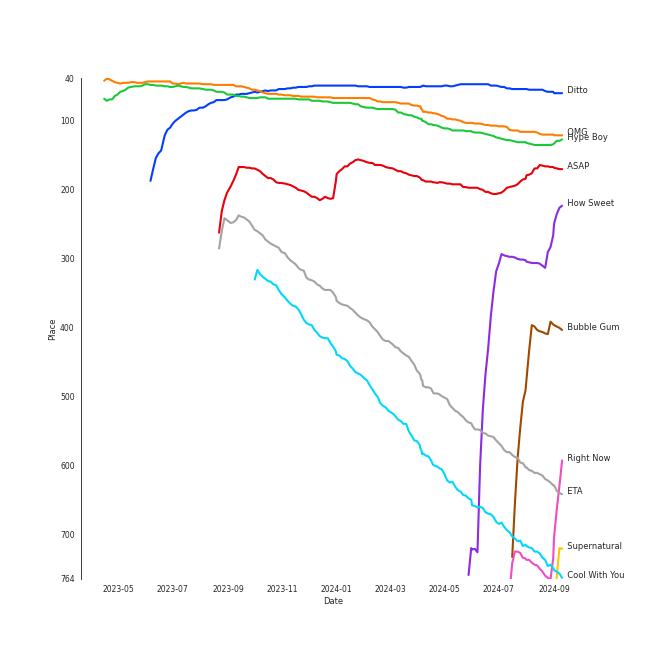 40
Ditto
100
OMG
Hype Boy
ASAP
200
How Sweet
300
Place
Bubble Gum
400
500
Right Now
600
ETA
700
Supernatural
764
Cool With You
2023-05 2023-07 2023-09 2023-11 2024-01 2024-03 2024-05 2024-07 2024-09
Date